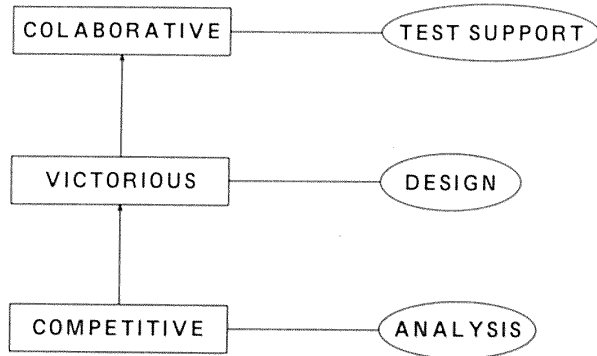 COLABORATIVE
TEST SUPPORT
VICTORIOUS
DESIGN
COMPETITIVE
ANALYSIS